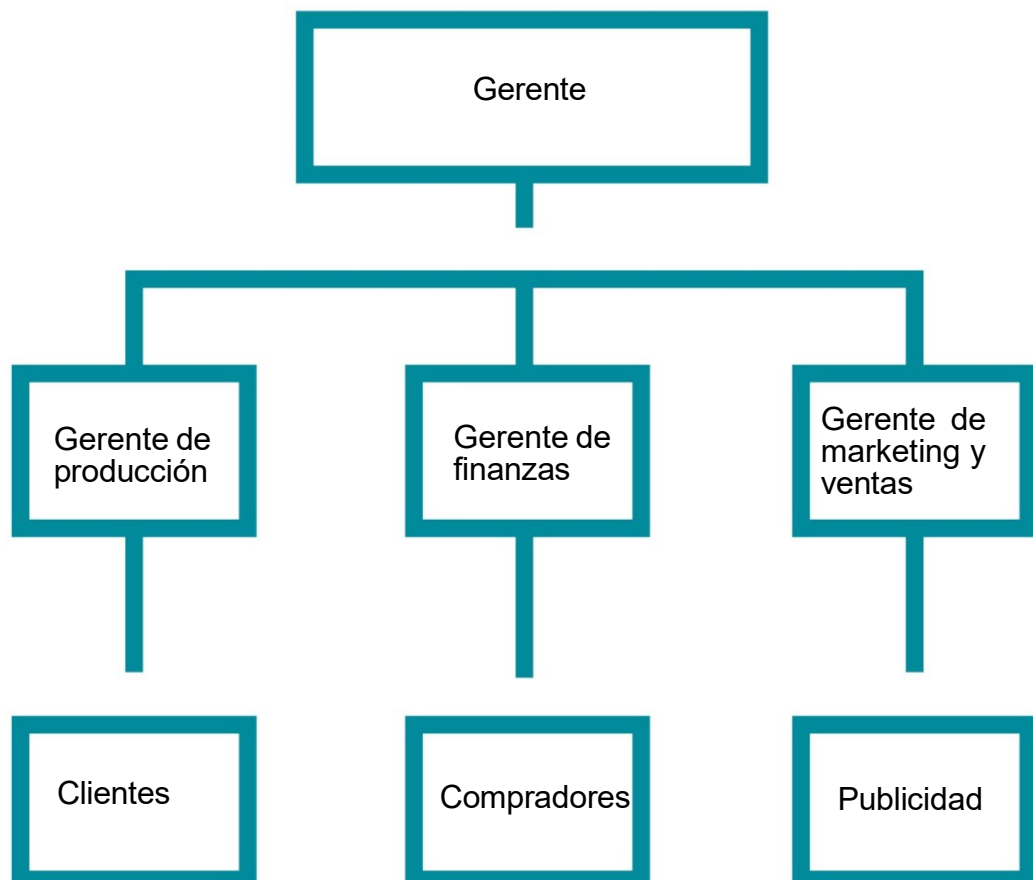 Gerente
Gerente de
producción
Gerente de
finanzas
Gerente de
marketing y
ventas
Clientes
Compradores
Publicidad